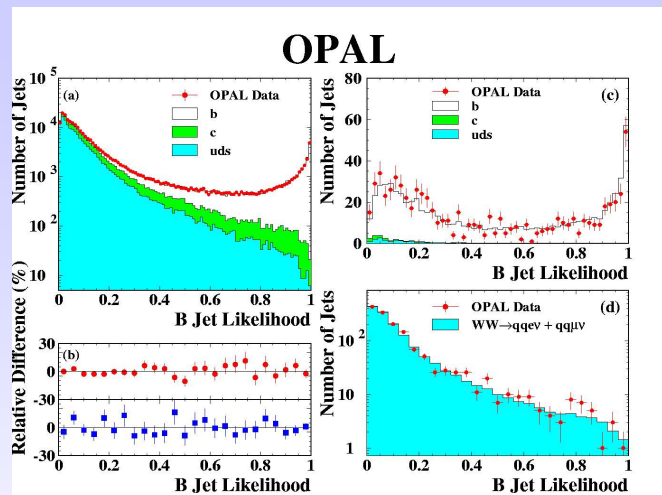 OPAL
Number of Jets
10^5
10^4
10^3
10^2
10
(a)
OPAL Data
b
c
uds
0 0.2 0.4 0.6 0.8 1
B Jet Likelihood
Relative Difference (%)
30
0
-30
30
0
-30
(b)
0 0.2 0.4 0.6 0.8 1
B Jet Likelihood
Number of Jets
80
60
40
20
0
(c)
OPAL Data
b
c
uds
0 0.2 0.4 0.6 0.8 1
B Jet Likelihood
Number of Jets
10^2
10
1
(d)
OPAL Data
WW→qqeν + qqμν
0 0.2 0.4 0.6 0.8 1
B Jet Likelihood